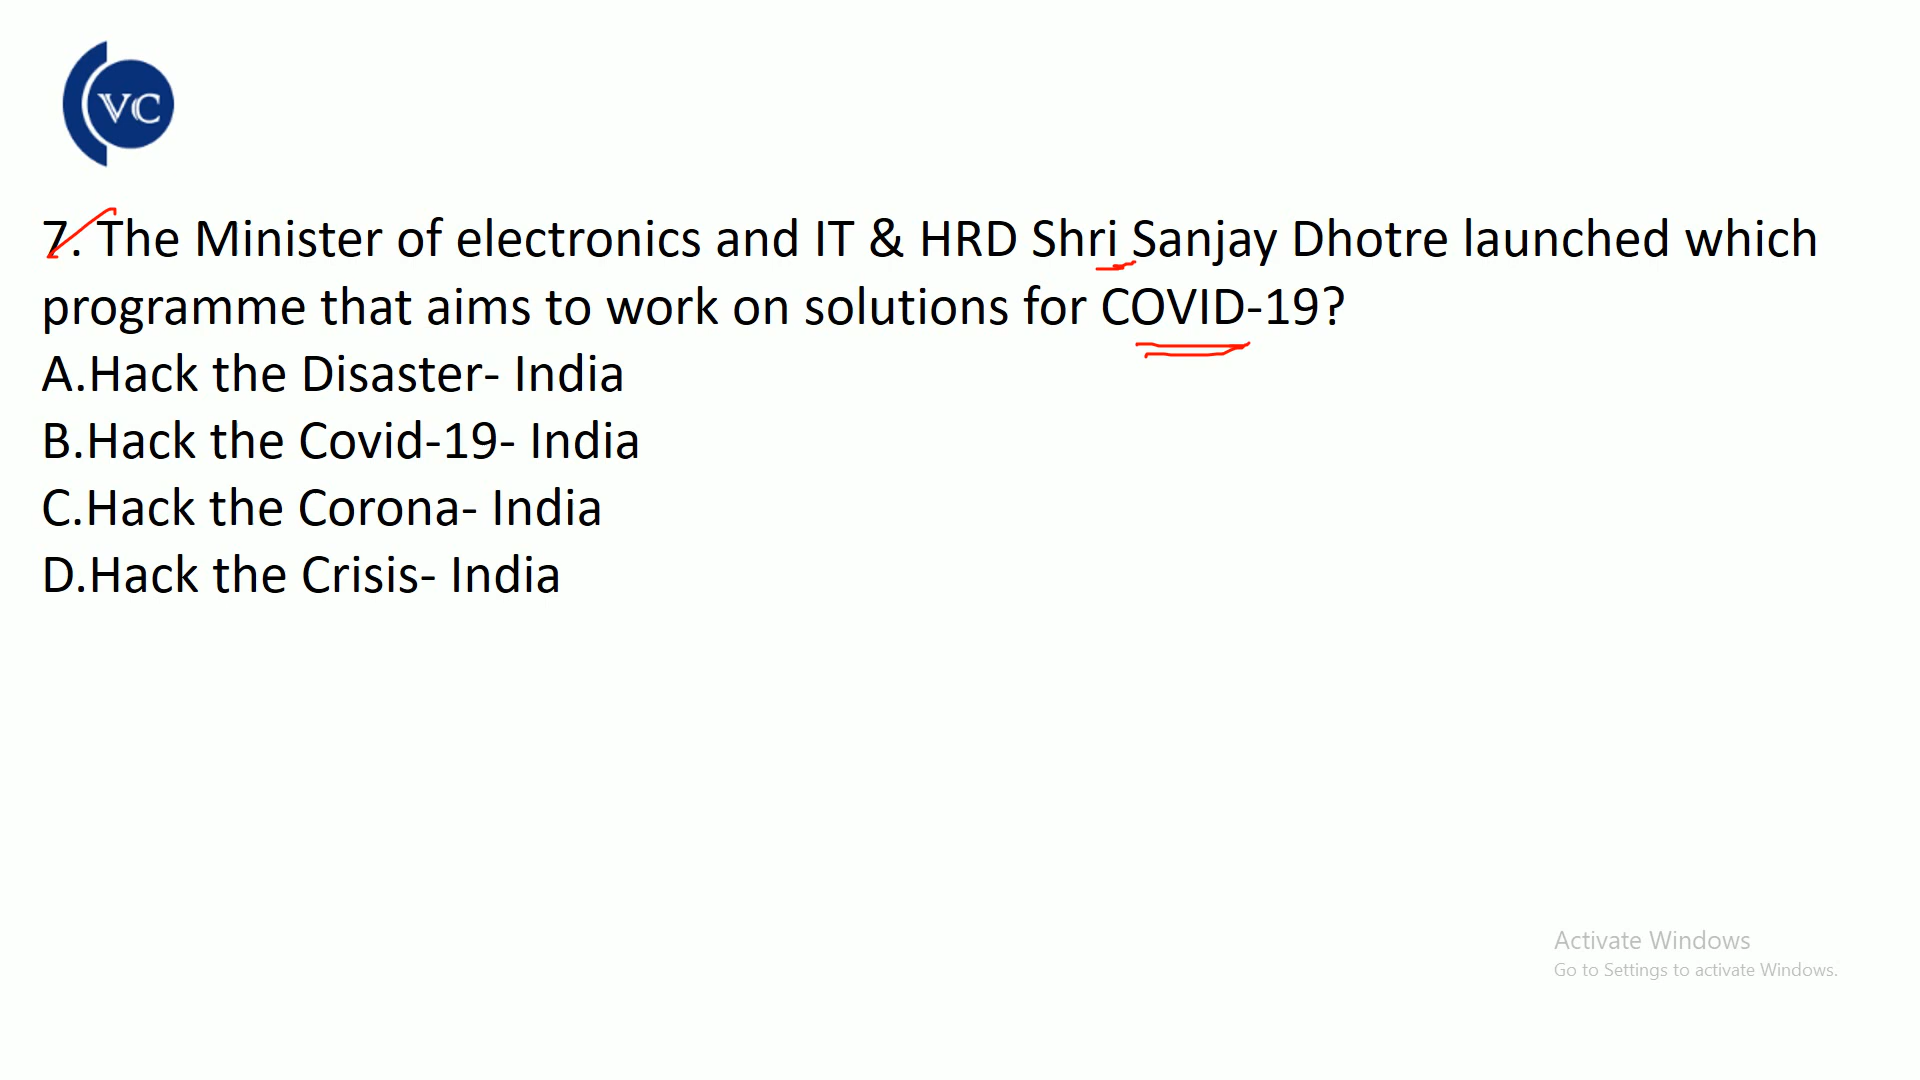 VC
7. The Minister of electronics and IT & HRD Shri Sanjay Dhotre launched which
programme that aims to work on solutions for COVID-19?
A.Hack the Disaster- India
B.Hack the Covid-19- India
C.Hack the Corona- India
D.Hack the Crisis- India
Activate Windows
Go to Settings to activate Windows.